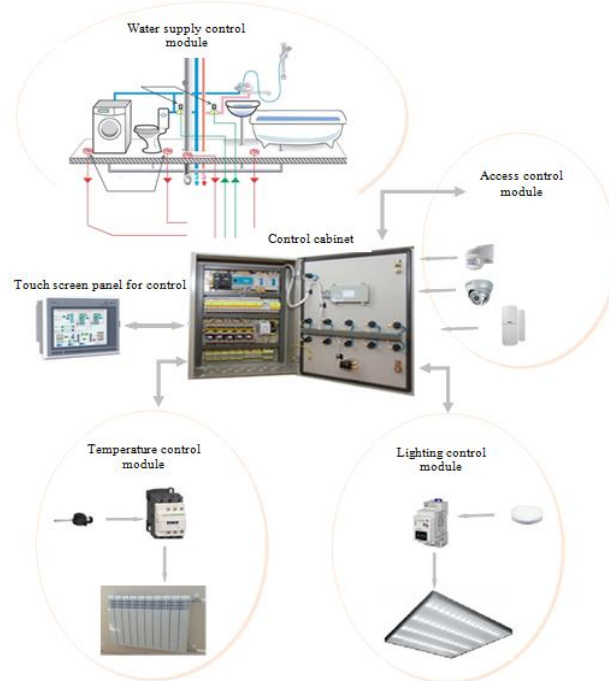 Water supply control
module
Access control
module
Control cabinet
Touch screen panel for control
Temperature control
module
Lighting control
module